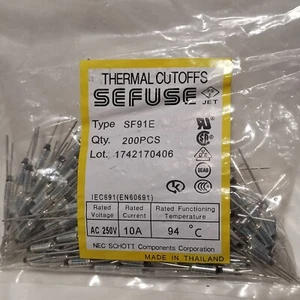 THERMAL CUTOFFS
SEFUSE
JET
Type SF91E
Qty. 200PCS
Lot. 1742170406
IEC691(EN60691)
Rated Voltage Rated Current Rated Functioning Temperature
AC 250V 10A 94 °C
NEC SCHOTT Components Corporation
MADE IN THAILAND